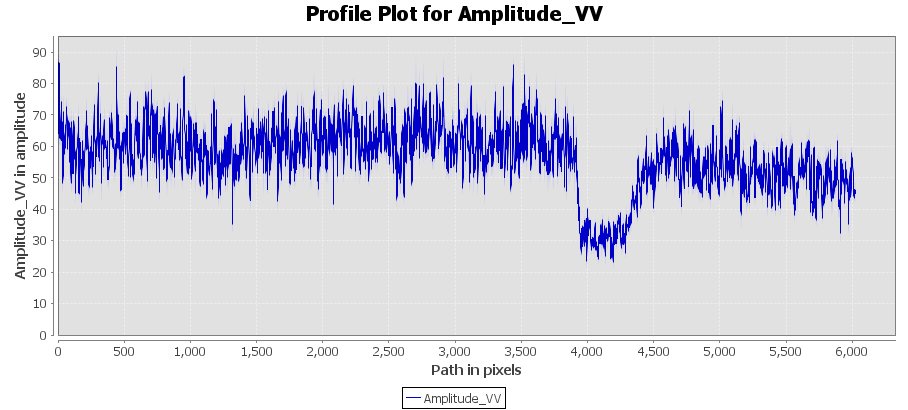 Profile Plot for Amplitude_VV
Amplitude_VV in amplitude
90
80
70
60
50
40
30
20
10
0
0 500 1,000 1,500 2,000 2,500 3,000 3,500 4,000 4,500 5,000 5,500 6,000
Path in pixels
Amplitude_VV